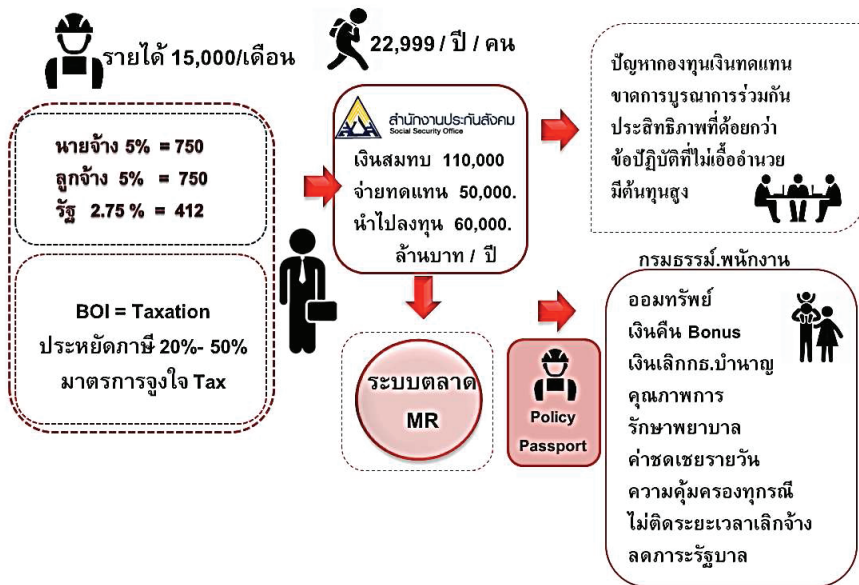 รายได้ 15,000/เดือน
22,999 / ปี / คน
นายจ้าง 5% = 750
ลูกจ้าง 5% = 750
รัฐ 2.75 % = 412
BOI = Taxation
ประหยัดภาษี 20%- 50%
มาตรการจูงใจ Tax
สำนักงานประกันสังคม
Social Security Office
เงินสมทบ 110,000
จ่ายทดแทน 50,000.
นำไปลงทุน 60,000.
ล้านบาท / ปี
ระบบตลาด
MR
Policy
Passport
ปัญหากองทุนเงินทดแทน
ขาดการบูรณาการร่วมกัน
ประสิทธิภาพที่ด้อยกว่า
ข้อปฏิบัติที่ไม่เอื้ออำนวย
มีต้นทุนสูง
กรมธรรม์.พนักงาน
ออมทรัพย์
เงินคืน Bonus
เงินเลิกกธ.บำนาญ
คุณภาพการ
รักษาพยาบาล
ค่าชดเชยรายวัน
ความคุ้มครองทุกรณี
ไม่ติดระยะเวลาเลิกจ้าง
ลดภาระรัฐบาล